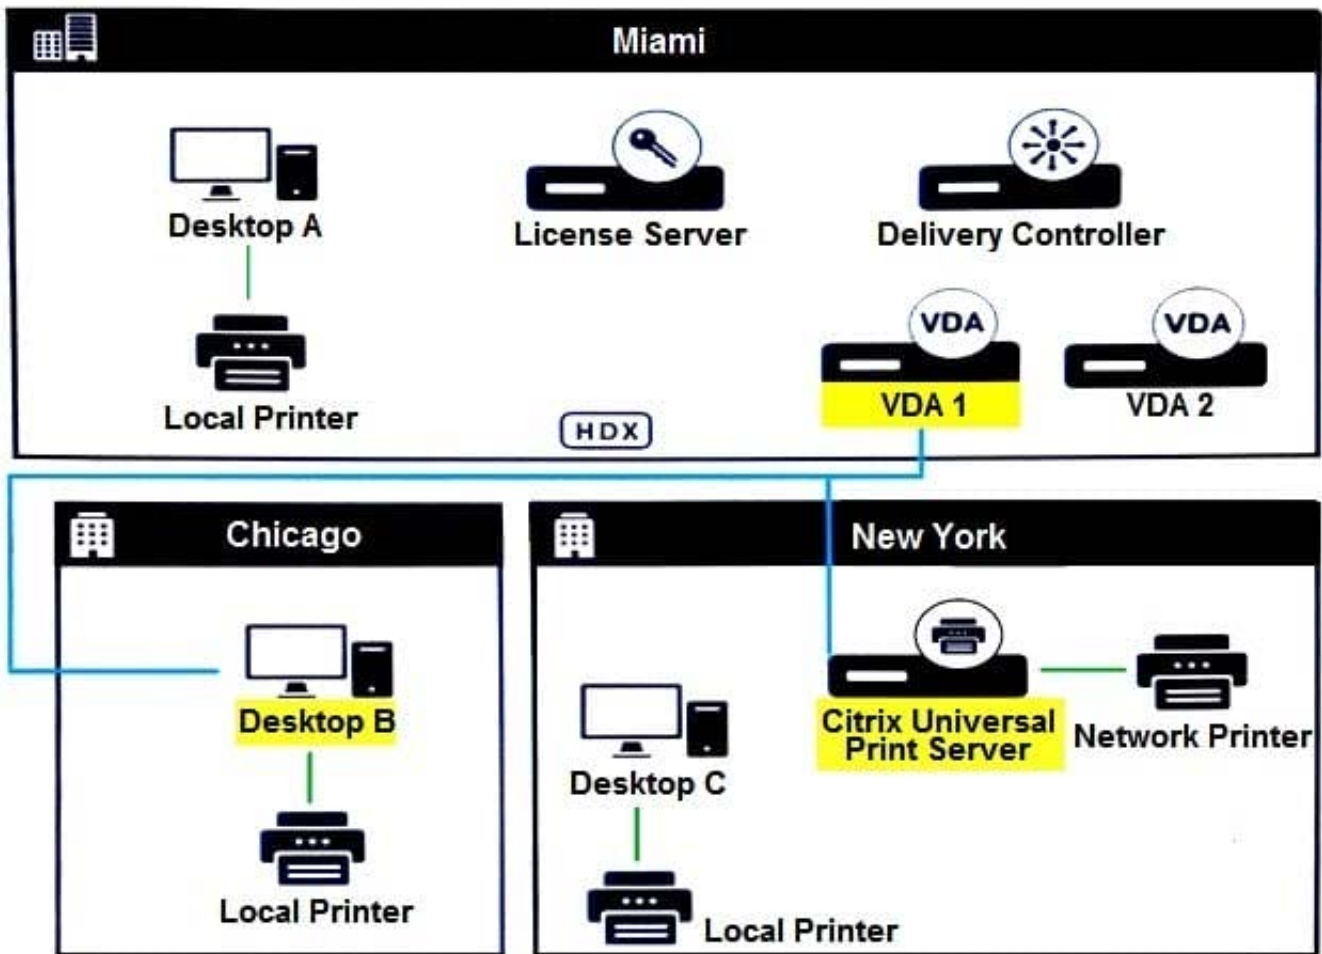 Miami
Desktop A
License Server
Delivery Controller
Local Printer
VDA
VDA 1
VDA
VDA 2
HDX
Chicago
Desktop B
Local Printer
New York
Desktop C
Local Printer
Citrix Universal
Print Server
Network Printer